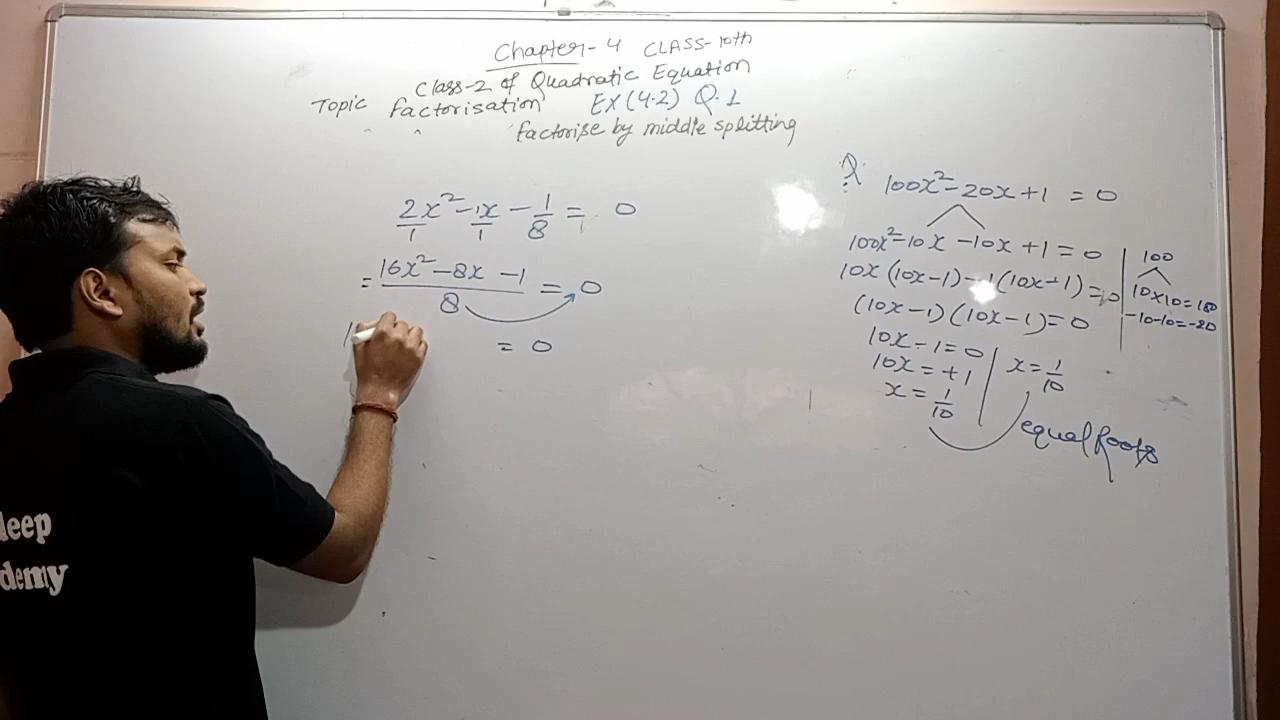 Chapter-4 CLASS-10th
Class-2 of Quadratic Equation
Topic Factorisation EX(4.2) Q.1
factorise by middle splitting
2x²/1 - 1x/1 - 1/8 = 0
= (16x² - 8x - 1)/8 = 0
1 = 0
Q. 100x² - 20x + 1 = 0
100x² - 10x - 10x + 1 = 0
10x(10x-1) - 1(10x-1) = 0
(10x-1)(10x-1) = 0
10x - 1 = 0
10x = +1
x = 1/10
x = 1/10
equal Roots
100
10x10=100
-10-10=-20
deep
demy